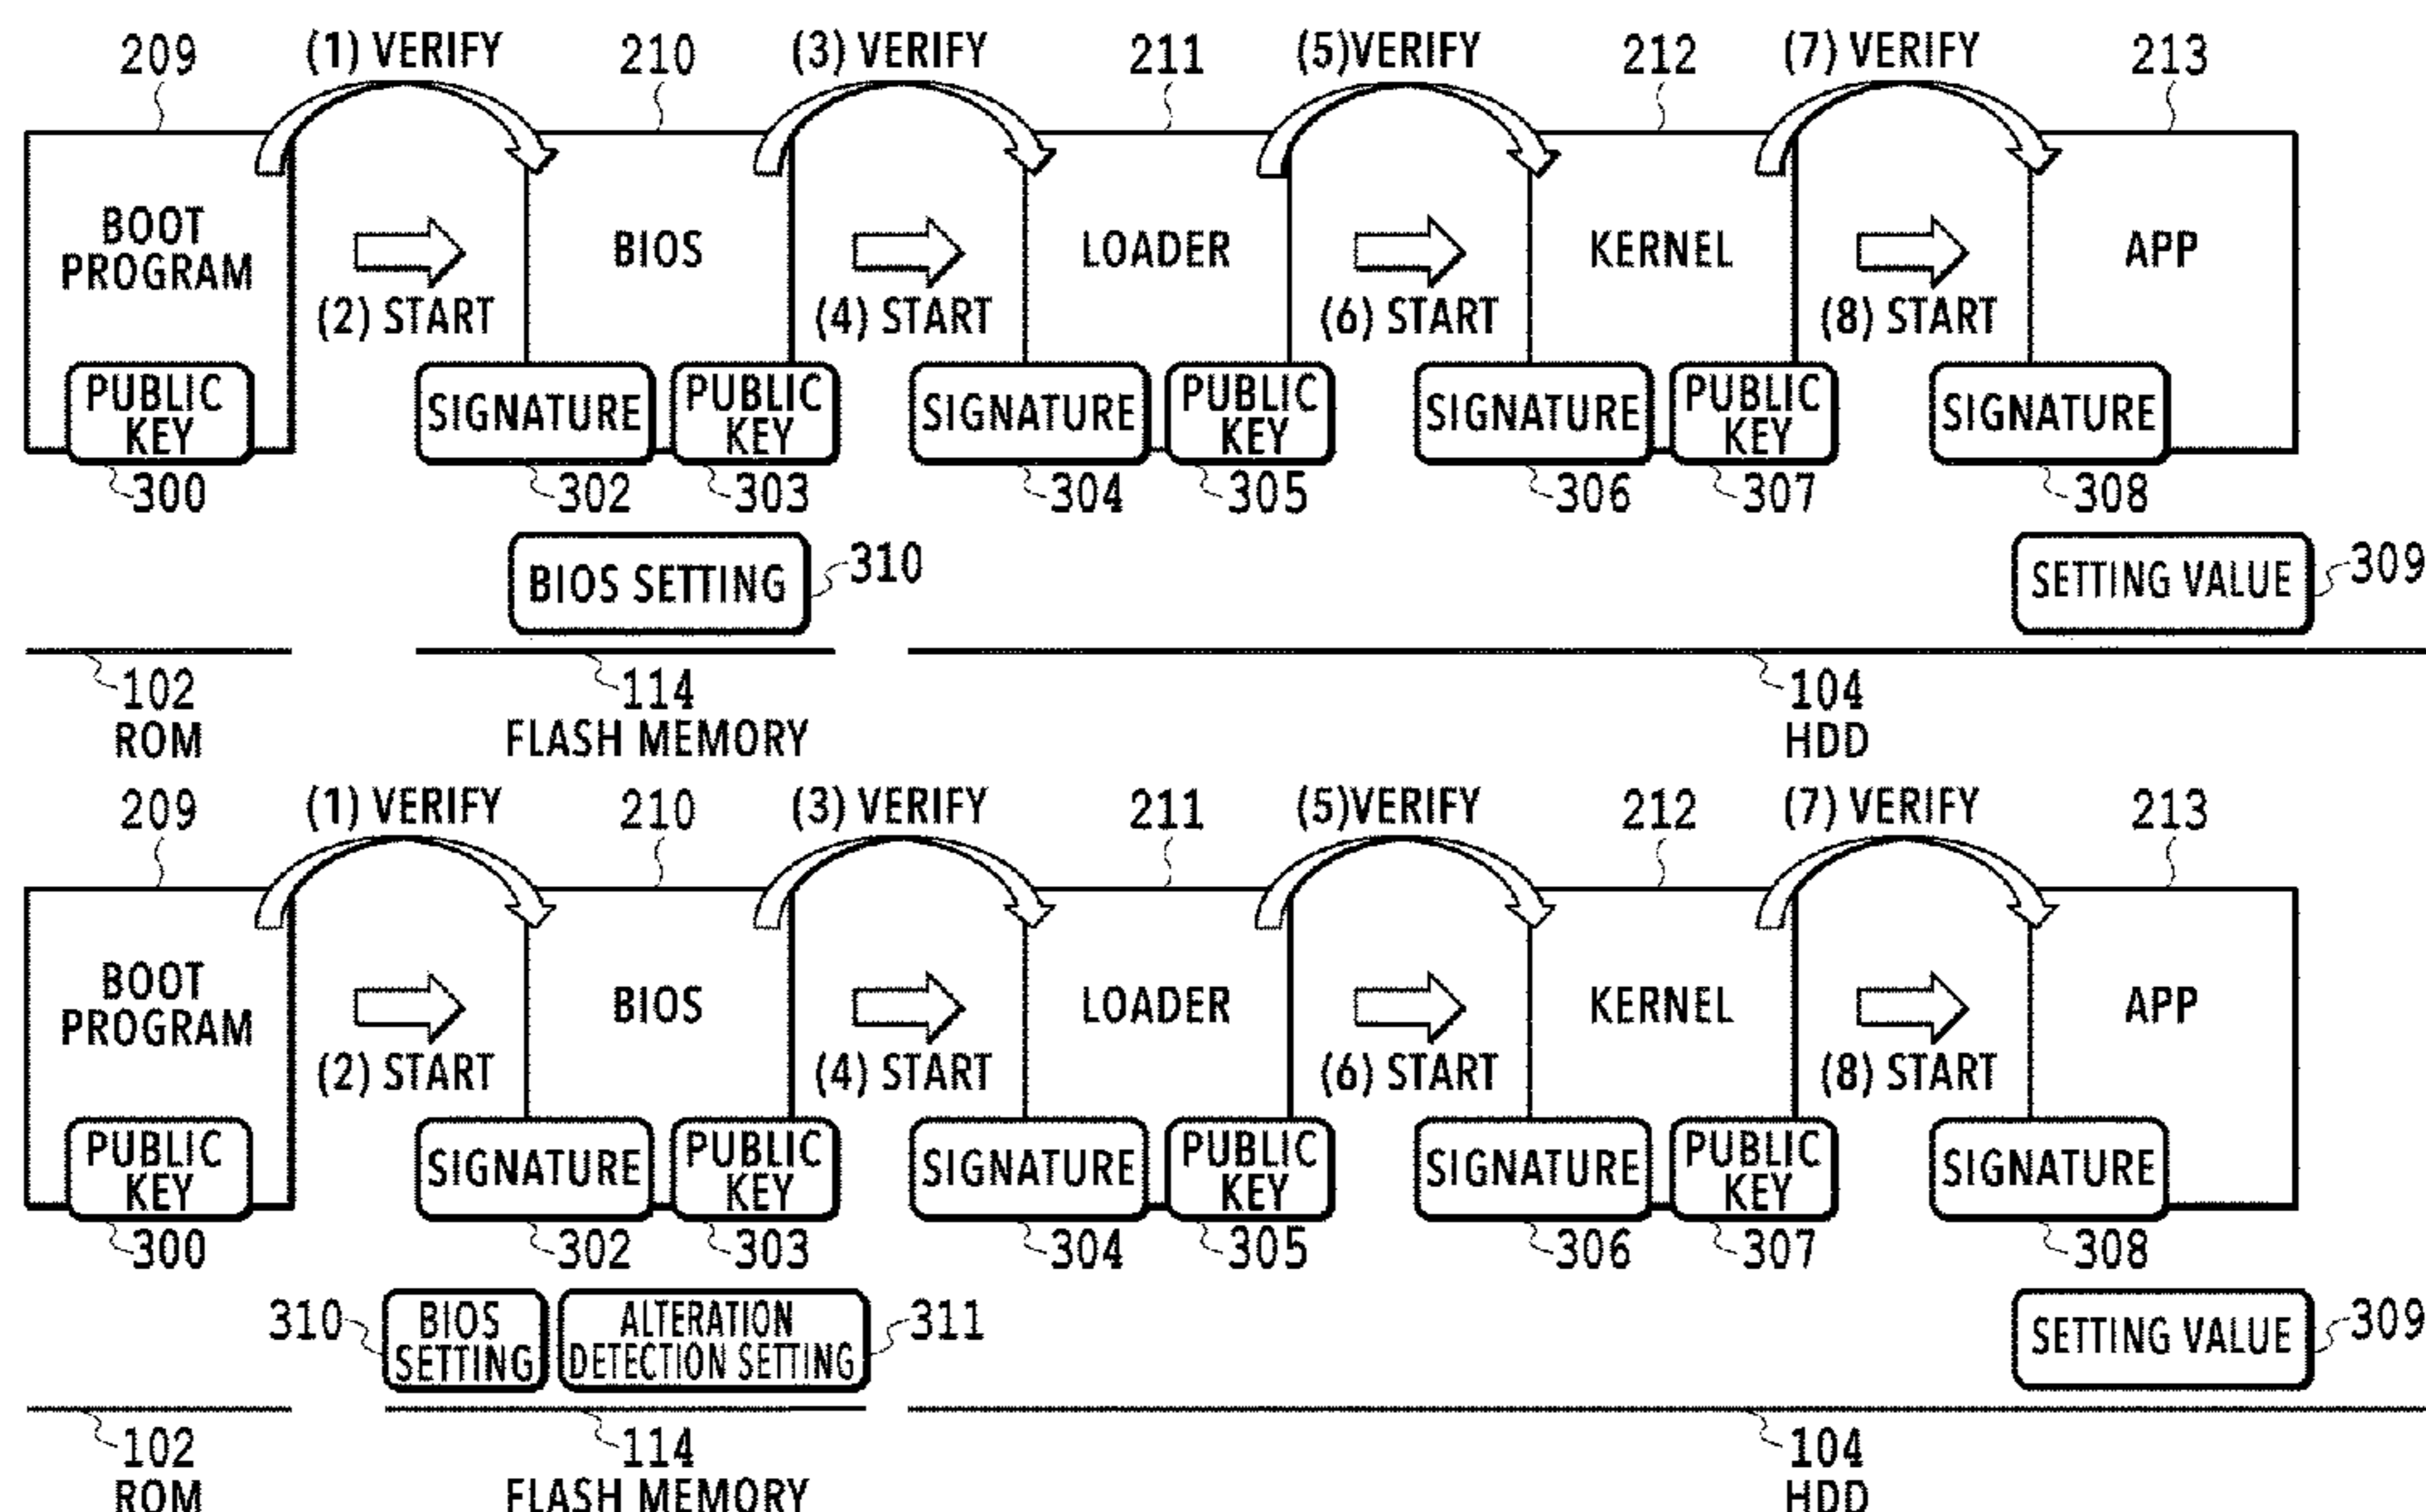 209 (1) VERIFY 210 (3) VERIFY 211 (5)VERIFY 212 (7) VERIFY 213
BOOT
PROGRAM
BIOS
LOADER
KERNEL
APP
(2) START
(4) START
(6) START
(8) START
PUBLIC
KEY
SIGNATURE
PUBLIC
KEY
SIGNATURE
PUBLIC
KEY
SIGNATURE
PUBLIC
KEY
SIGNATURE
300 302 303 304 305 306 307 308
BIOS SETTING 310
SETTING VALUE 309
102
ROM
114
FLASH MEMORY
104
HDD
209 (1) VERIFY 210 (3) VERIFY 211 (5)VERIFY 212 (7) VERIFY 213
BOOT
PROGRAM
BIOS
LOADER
KERNEL
APP
(2) START
(4) START
(6) START
(8) START
PUBLIC
KEY
SIGNATURE
PUBLIC
KEY
SIGNATURE
PUBLIC
KEY
SIGNATURE
PUBLIC
KEY
SIGNATURE
300 302 303 304 305 306 307 308
310
BIOS
SETTING
ALTERATION
DETECTION SETTING
311
SETTING VALUE 309
102
ROM
114
FLASH MEMORY
104
HDD